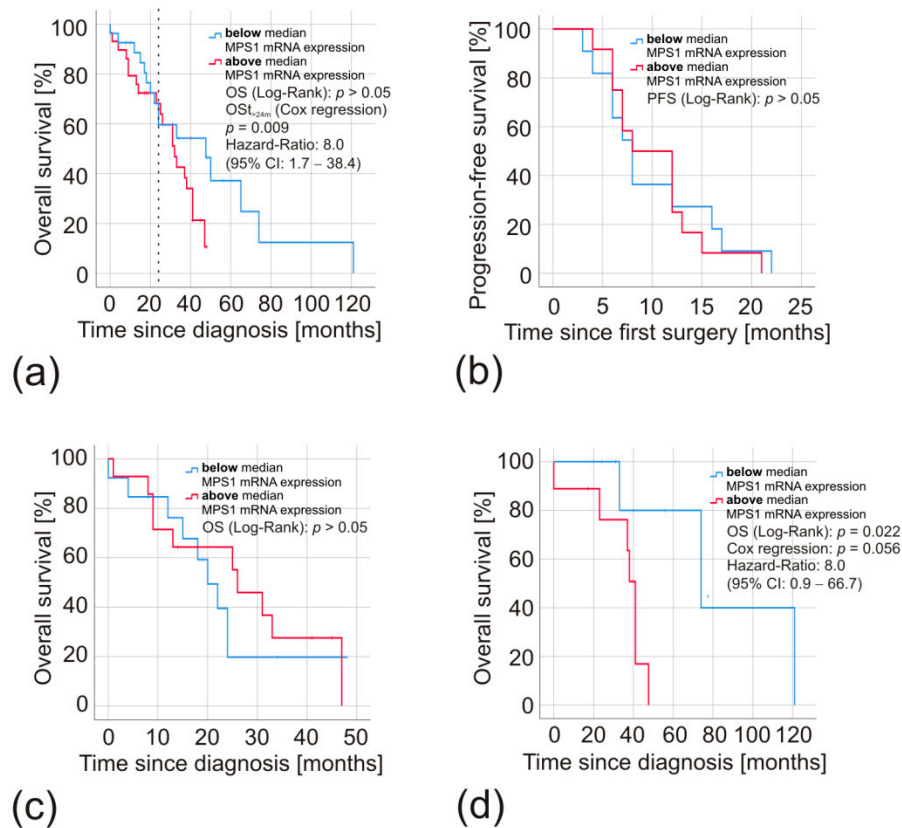 Overall survival [%]
100
80
60
40
20
0
below median
MPS1 mRNA expression
above median
MPS1 mRNA expression
OS (Log-Rank): p > 0.05
OSt>24m (Cox regression)
p = 0.009
Hazard-Ratio: 8.0
(95% CI: 1.7 – 38.4)
0 20 40 60 80 100 120
Time since diagnosis [months]
(a)
Progression-free survival [%]
100
80
60
40
20
0
below median
MPS1 mRNA expression
above median
MPS1 mRNA expression
PFS (Log-Rank): p > 0.05
0 5 10 15 20 25
Time since first surgery [months]
(b)
Overall survival [%]
100
80
60
40
20
0
below median
MPS1 mRNA expression
above median
MPS1 mRNA expression
OS (Log-Rank): p > 0.05
0 10 20 30 40 50
Time since diagnosis [months]
(c)
Overall survival [%]
100
80
60
40
20
0
below median
MPS1 mRNA expression
above median
MPS1 mRNA expression
OS (Log-Rank): p = 0.022
Cox regression: p = 0.056
Hazard-Ratio: 8.0
(95% CI: 0.9 – 66.7)
0 20 40 60 80 100 120
Time since diagnosis [months]
(d)